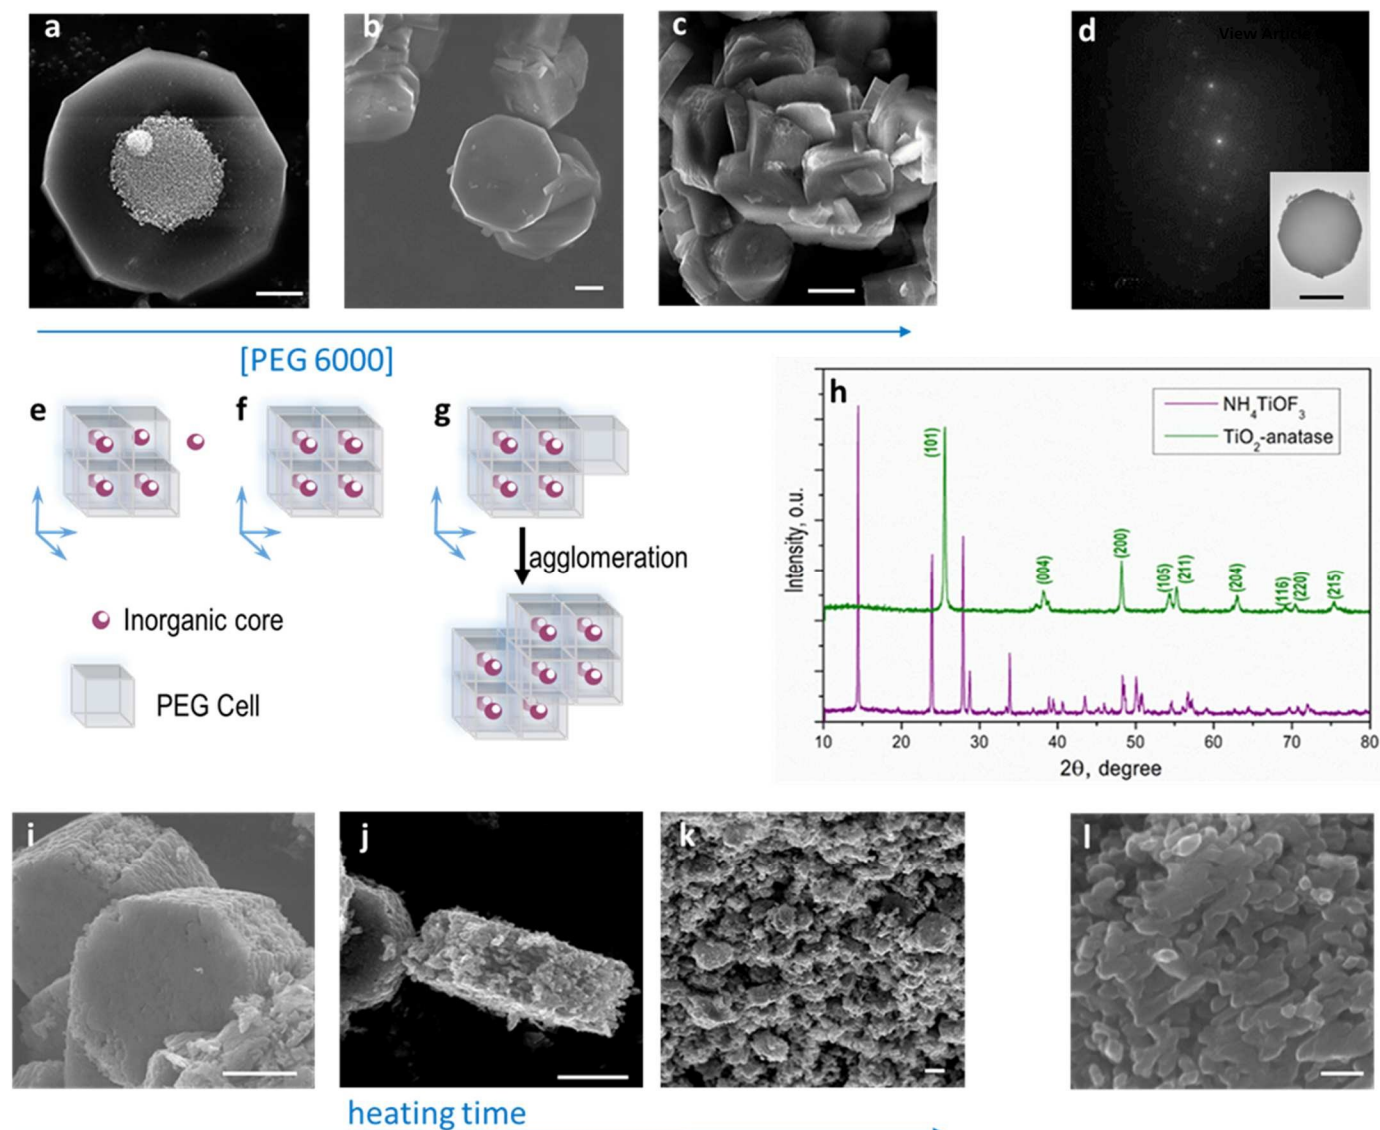 a
b
c
d
View Article
[PEG 6000]
e
f
g
agglomeration
Inorganic core
PEG Cell
h
NH₄TiOF₃
TiO₂-anatase
(101)
(004)
(200)
(105)
(211)
(204)
(116)
(220)
(215)
Intensity, o.u.
10 20 30 40 50 60 70 80
2θ, degree
i
j
k
l
heating time